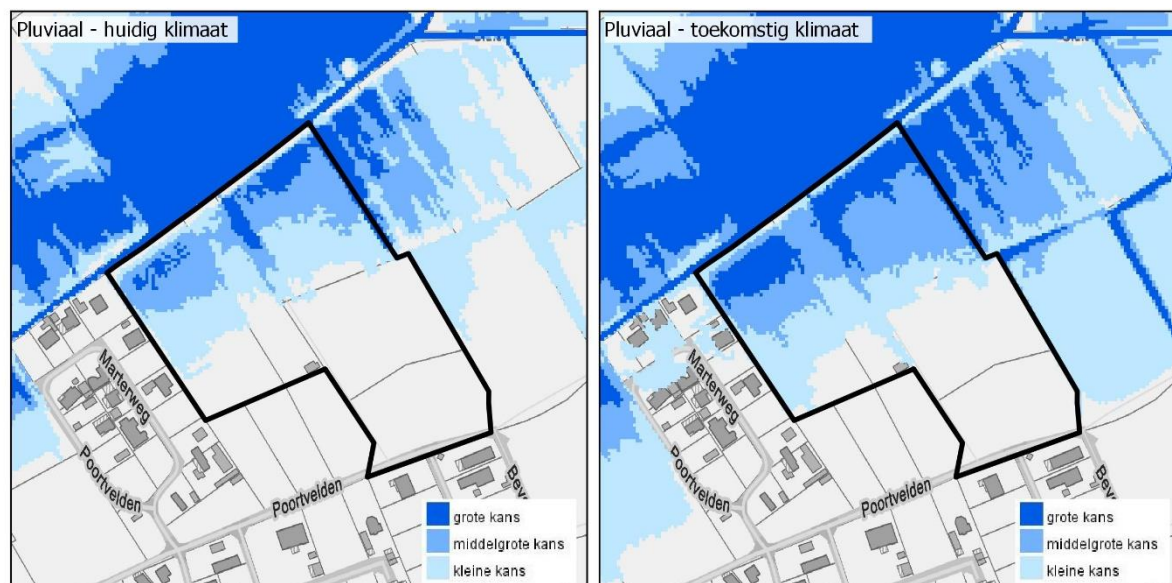 Pluviaal - huidig klimaat
Marterweg
Poortvelden
Poortvelden
grote kans
middelgrote kans
kleine kans
Pluviaal - toekomstig klimaat
Marterweg
Poortvelden
Poortvelden
grote kans
middelgrote kans
kleine kans